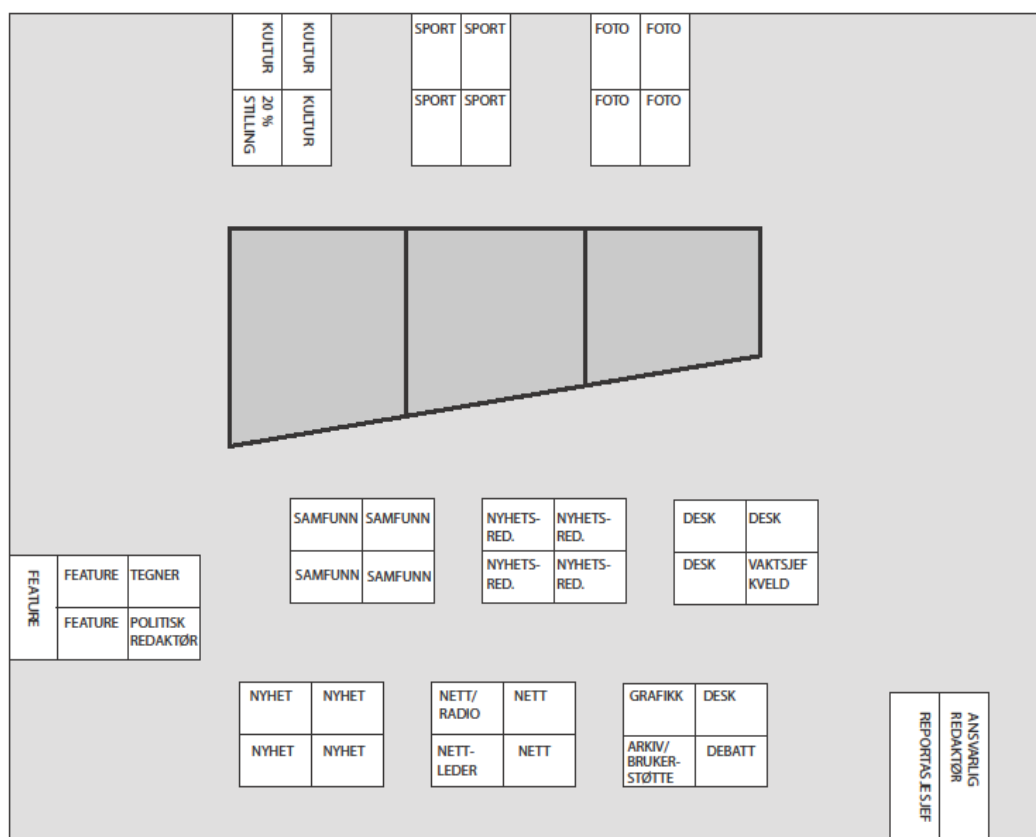 KULTUR
KULTUR
20 %
STILLING
KULTUR
SPORT
SPORT
SPORT
SPORT
FOTO
FOTO
FOTO
FOTO
SAMFUNN
SAMFUNN
SAMFUNN
SAMFUNN
NYHETS-
RED.
NYHETS-
RED.
NYHETS-
RED.
NYHETS-
RED.
DESK
DESK
DESK
VAKTSJEF
KVELD
FEATURE
FEATURE
TEGNER
FEATURE
POLITISK
REDAKTØR
NYHET
NYHET
NYHET
NYHET
NETT/
RADIO
NETT
NETT-
LEDER
NETT
GRAFIKK
DESK
ARKIV/
BRUKER-
STØTTE
DEBATT
REPORTASJESJEF
ANSVARLIG
REDAKTØR